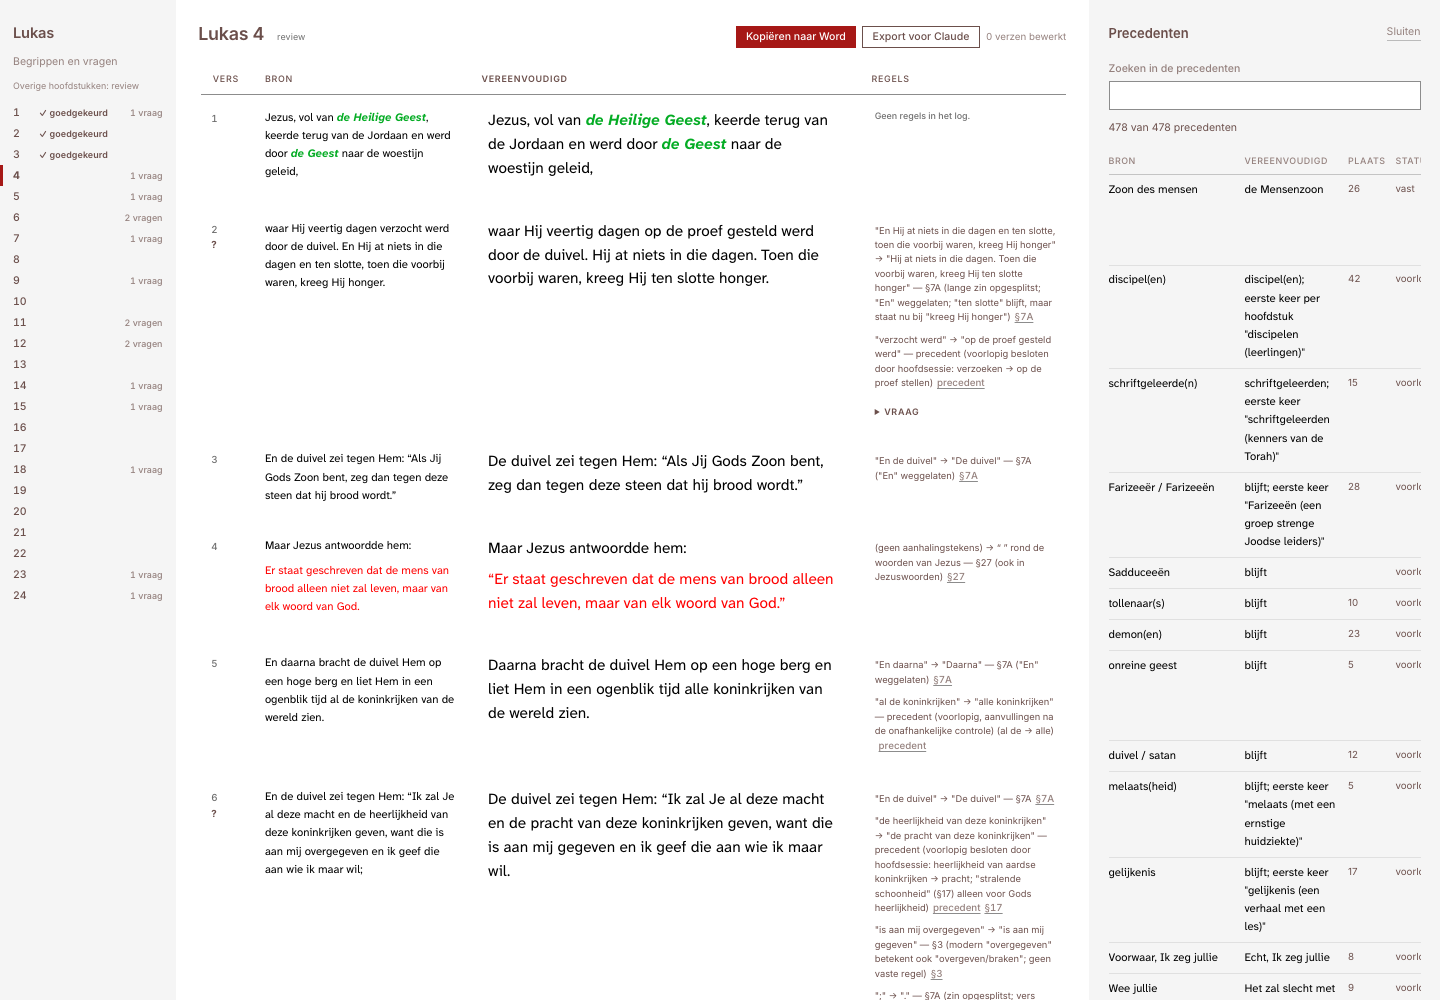 Lukas
Begrippen en vragen
Overige hoofdstukken: review
1 ✓ goedgekeurd 1 vraag
2 ✓ goedgekeurd
3 ✓ goedgekeurd
4 1 vraag
5 1 vraag
6 2 vragen
7 1 vraag
8
9 1 vraag
10
11 2 vragen
12 2 vragen
13
14 1 vraag
15 1 vraag
16
17
18 1 vraag
19
20
21
22
23 1 vraag
24 1 vraag
Lukas 4 review
Kopiëren naar Word
Export voor Claude
0 verzen bewerkt
VERS BRON VEREENVOUDIGD REGELS
1
Jezus, vol van de Heilige Geest,
keerde terug van de Jordaan en werd
door de Geest naar de woestijn
geleid,
Jezus, vol van de Heilige Geest, keerde terug van
de Jordaan en werd door de Geest naar de
woestijn geleid,
Geen regels in het log.
2
?
waar Hij veertig dagen verzocht werd
door de duivel. En Hij at niets in die
dagen en ten slotte, toen die voorbij
waren, kreeg Hij honger.
waar Hij veertig dagen op de proef gesteld werd
door de duivel. Hij at niets in die dagen. Toen die
voorbij waren, kreeg Hij ten slotte honger.
"En Hij at niets in die dagen en ten slotte,
toen die voorbij waren, kreeg Hij honger"
→ "Hij at niets in die dagen. Toen die
voorbij waren, kreeg Hij ten slotte
honger" — §7A (lange zin opgesplitst;
"En" weggelaten; "ten slotte" blijft, maar
staat nu bij "kreeg Hij honger") §7A
"verzocht werd" → "op de proef gesteld
werd" — precedent (voorlopig besloten
door hoofdsessie: verzoeken → op de
proef stellen) precedent
▶ VRAAG
3
En de duivel zei tegen Hem: “Als Jij
Gods Zoon bent, zeg dan tegen deze
steen dat hij brood wordt.”
De duivel zei tegen Hem: “Als Jij Gods Zoon bent,
zeg dan tegen deze steen dat hij brood wordt.”
"En de duivel" → "De duivel" — §7A
("En" weggelaten) §7A
4
Maar Jezus antwoordde hem:
Er staat geschreven dat de mens van
brood alleen niet zal leven, maar van
elk woord van God.
Maar Jezus antwoordde hem:
“Er staat geschreven dat de mens van brood alleen
niet zal leven, maar van elk woord van God.”
(geen aanhalingstekens) → “ ” rond de
woorden van Jezus — §27 (ook in
Jezuswoorden) §27
5
En daarna bracht de duivel Hem op
een hoge berg en liet Hem in een
ogenblik tijd al de koninkrijken van de
wereld zien.
Daarna bracht de duivel Hem op een hoge berg en
liet Hem in een ogenblik tijd alle koninkrijken van
de wereld zien.
"En daarna" → "Daarna" — §7A ("En"
weggelaten) §7A
"al de koninkrijken" → "alle koninkrijken"
— precedent (voorlopig, aanvullingen na
de onafhankelijke controle) (al de → alle)
precedent
6
?
En de duivel zei tegen Hem: “Ik zal Je
al deze macht en de heerlijkheid van
deze koninkrijken geven, want die is
aan mij overgegeven en ik geef die
aan wie ik maar wil;
De duivel zei tegen Hem: “Ik zal Je al deze macht
en de pracht van deze koninkrijken geven, want die
is aan mij gegeven en ik geef die aan wie ik maar
wil.
"En de duivel" → "De duivel" — §7A §7A
"de heerlijkheid van deze koninkrijken"
→ "de pracht van deze koninkrijken" —
precedent (voorlopig besloten door
hoofdsessie: heerlijkheid van aardse
koninkrijken → pracht; "stralende
schoonheid" (§17) alleen voor Gods
heerlijkheid) precedent §17
"is aan mij overgegeven" → "is aan mij
gegeven" — §3 (modern "overgegeven"
betekent ook "overgeven/braken"; geen
vaste regel) §3
";" → "." — §7A (zin opgesplitst; vers
Precedenten
Sluiten
Zoeken in de precedenten
478 van 478 precedenten
BRON VEREENVOUDIGD PLAATS STATU
Zoon des mensen de Mensenzoon 26 vast
discipel(en) discipel(en); 42 voorlo
eerste keer per
hoofdstuk
"discipelen
(leerlingen)"
schriftgeleerde(n) schriftgeleerden; 15 voorlo
eerste keer
"schriftgeleerden
(kenners van de
Torah)"
Farizeeër / Farizeeën blijft; eerste keer 28 voorlo
"Farizeeën (een
groep strenge
Joodse leiders)"
Sadduceeën blijft voorlo
tollenaar(s) blijft 10 voorlo
demon(en) blijft 23 voorlo
onreine geest blijft 5 voorlo
duivel / satan blijft 12 voorlo
melaats(heid) blijft; eerste keer 5 voorlo
"melaats (met een
ernstige
huidziekte)"
gelijkenis blijft; eerste keer 17 voorlo
"gelijkenis (een
verhaal met een
les)"
Voorwaar, Ik zeg jullie Echt, Ik zeg jullie 8 voorlo
Wee jullie Het zal slecht met 9 voorlo